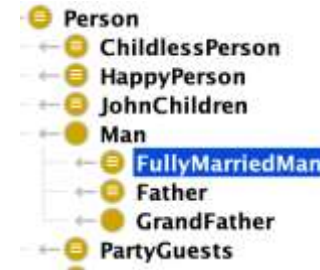 Person
ChildlessPerson
HappyPerson
JohnChildren
Man
FullyMarriedMan
Father
GrandFather
PartyGuests